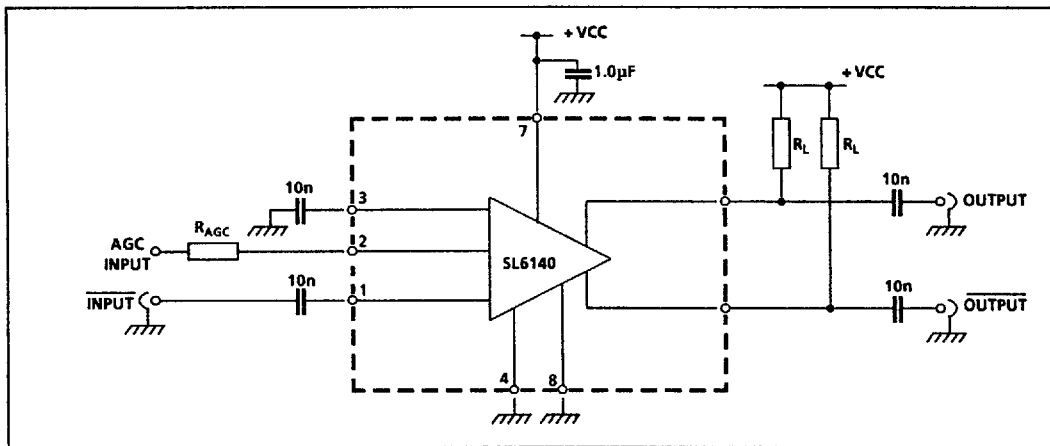 + VCC
1.0µF
+ VCC
7
R_L
R_L
10n
3
10n
OUTPUT
R_AGC
2
AGC
INPUT
SL6140
10n
1
INPUT
10n
OUTPUT
4
8